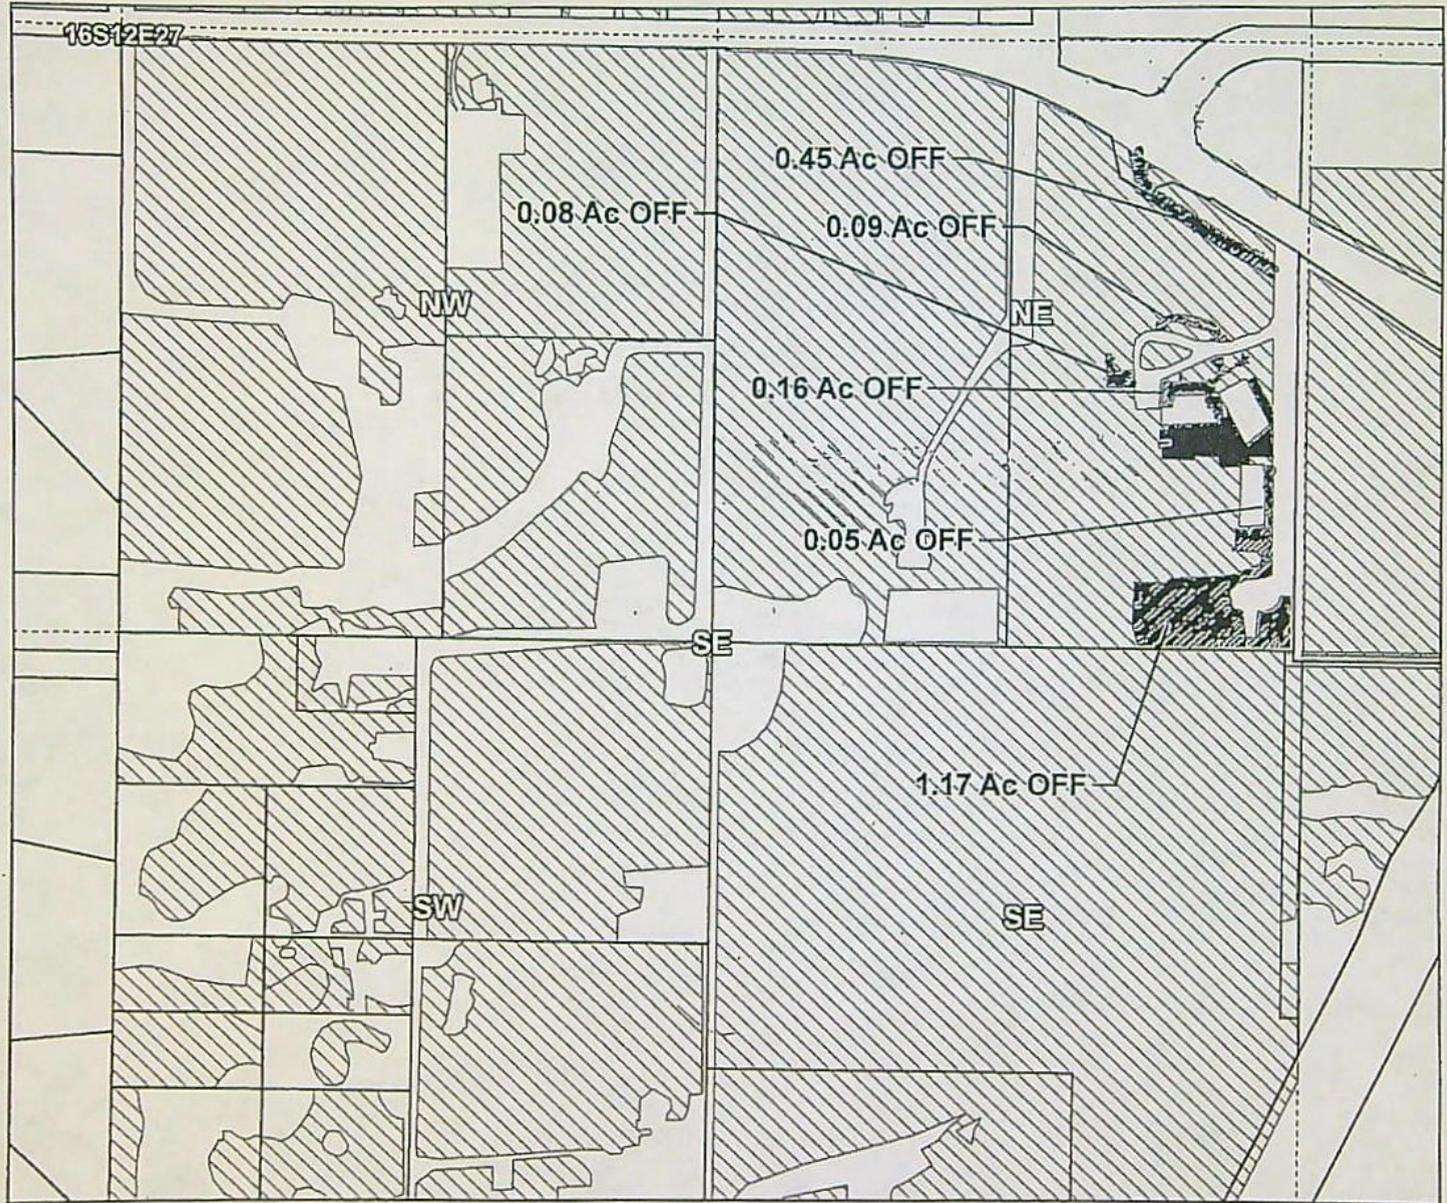 16S12E27
0.45 Ac OFF
0.08 Ac OFF
0.09 Ac OFF
NW
NE
0.16 Ac OFF
0.05 Ac OFF
SE
1.17 Ac OFF
SW
SE